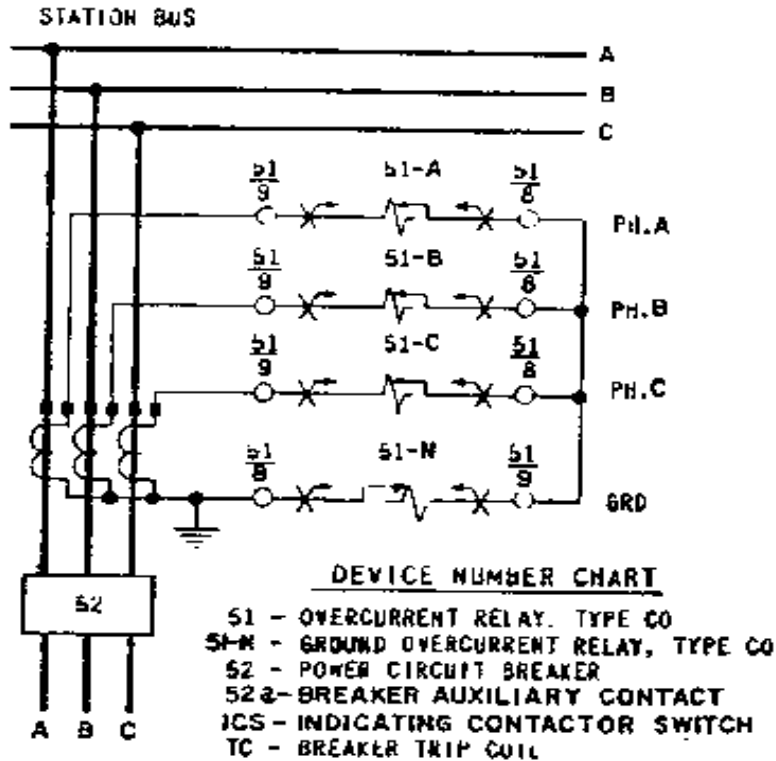 STATION BUS
A
B
C
51
9
51-A
51
8
PH.A
51
9
51-B
51
8
PH.B
51
9
51-C
51
8
PH.C
51
8
51-N
51
9
GRD
52
A B C
DEVICE NUMBER CHART
51 - OVERCURRENT RELAY. TYPE CO
51-N - GROUND OVERCURRENT RELAY, TYPE CO
52 - POWER CIRCUIT BREAKER
52a - BREAKER AUXILIARY CONTACT
ICS - INDICATING CONTACTOR SWITCH
TC - BREAKER TRIP COIL